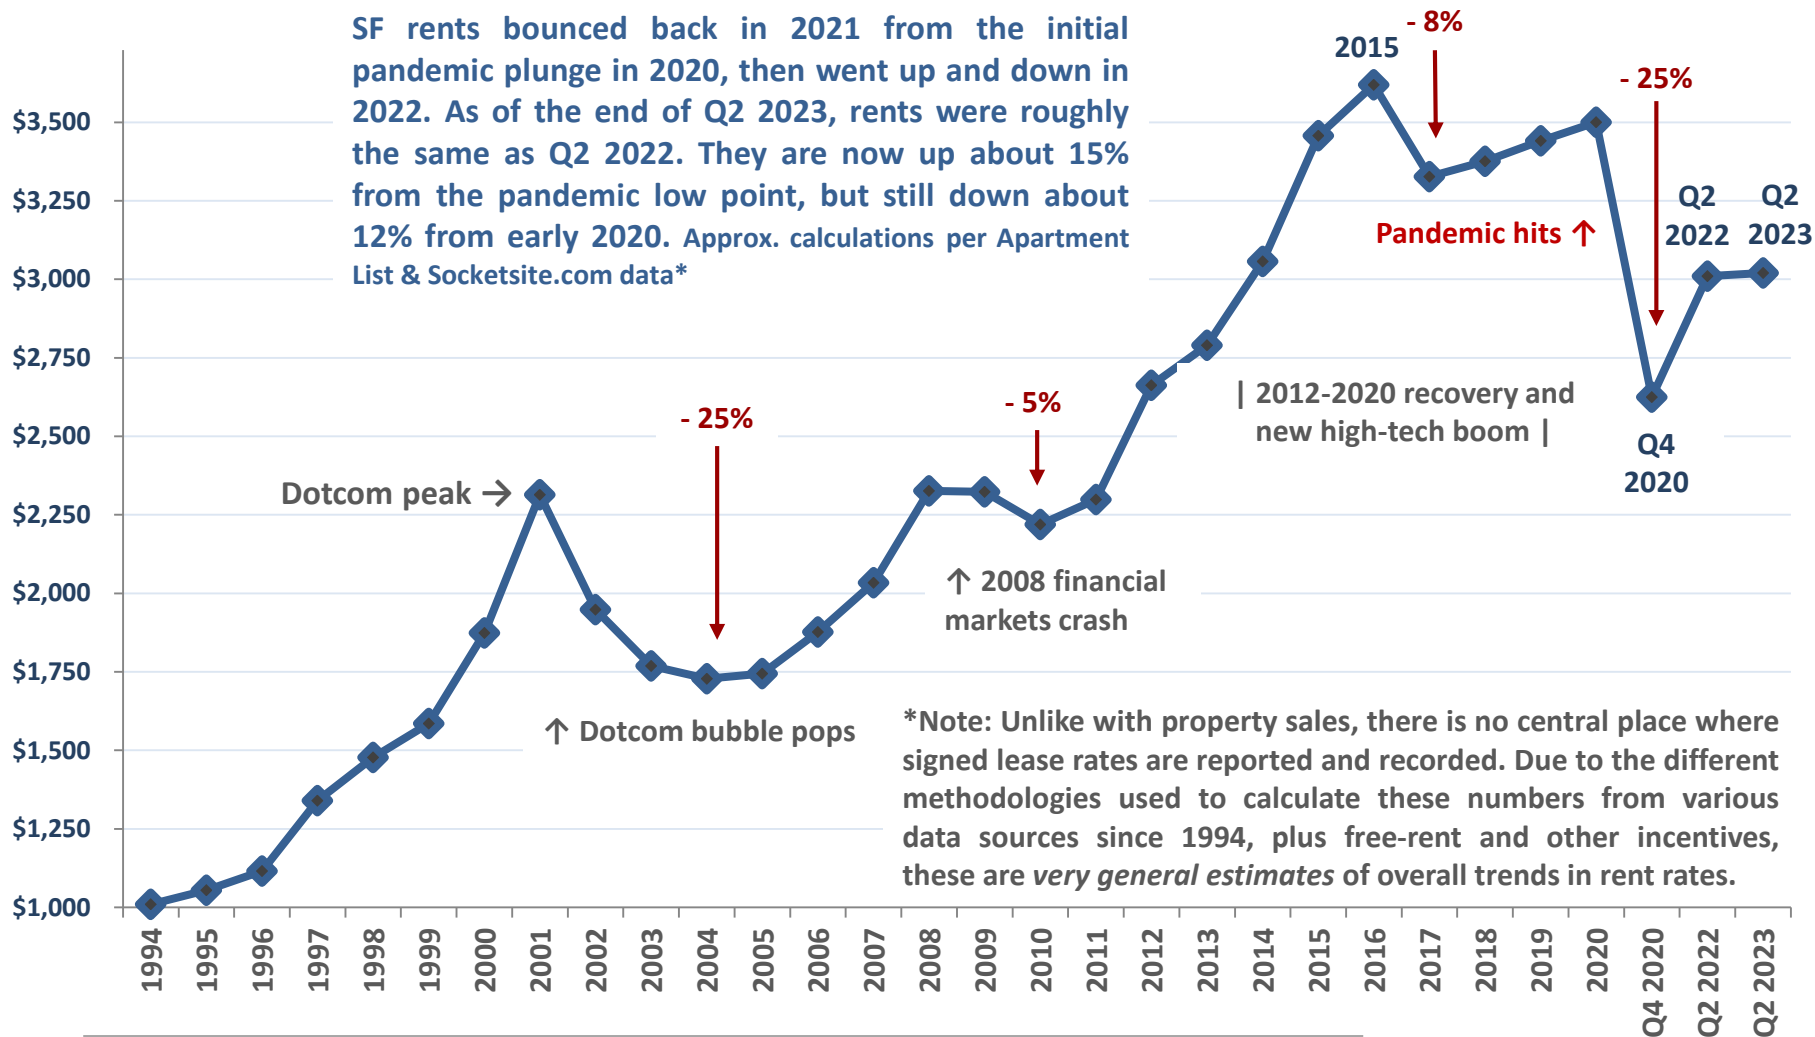 SF rents bounced back in 2021 from the initial
pandemic plunge in 2020, then went up and down in
2022. As of the end of Q2 2023, rents were roughly
the same as Q2 2022. They are now up about 15%
from the pandemic low point, but still down about
12% from early 2020. Approx. calculations per Apartment
List & Socketsite.com data*
- 8%
2015
- 25%
$3,500
$3,250
$3,000
$2,750
$2,500
$2,250
$2,000
$1,750
$1,500
$1,250
$1,000
Q2
2022
Q2
2023
Pandemic hits ↑
| 2012-2020 recovery and
new high-tech boom |
- 25%
- 5%
Q4
2020
Dotcom peak →
↑ 2008 financial
markets crash
↑ Dotcom bubble pops
*Note: Unlike with property sales, there is no central place where
signed lease rates are reported and recorded. Due to the different
methodologies used to calculate these numbers from various
data sources since 1994, plus free-rent and other incentives,
these are very general estimates of overall trends in rent rates.
1994
1995
1996
1997
1998
1999
2000
2001
2002
2003
2004
2005
2006
2007
2008
2009
2010
2011
2012
2013
2014
2015
2016
2017
2018
2019
2020
Q4 2020
Q2 2022
Q2 2023